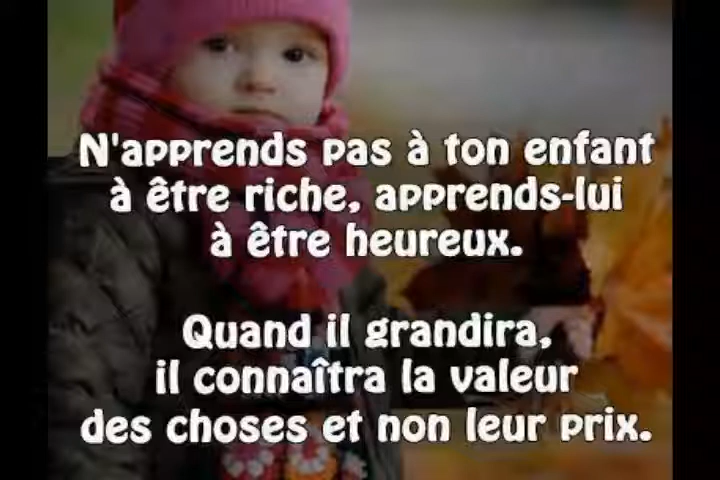 N'apprends pas à ton enfant
à être riche, apprends-lui
à être heureux.
Quand il grandira,
il connaîtra la valeur
des choses et non leur prix.